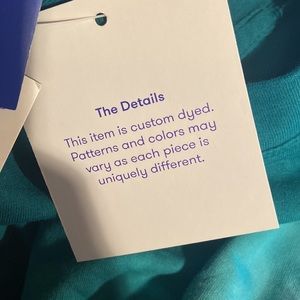 The Details
This item is custom dyed.
Patterns and colors may
vary as each piece is
uniquely different.